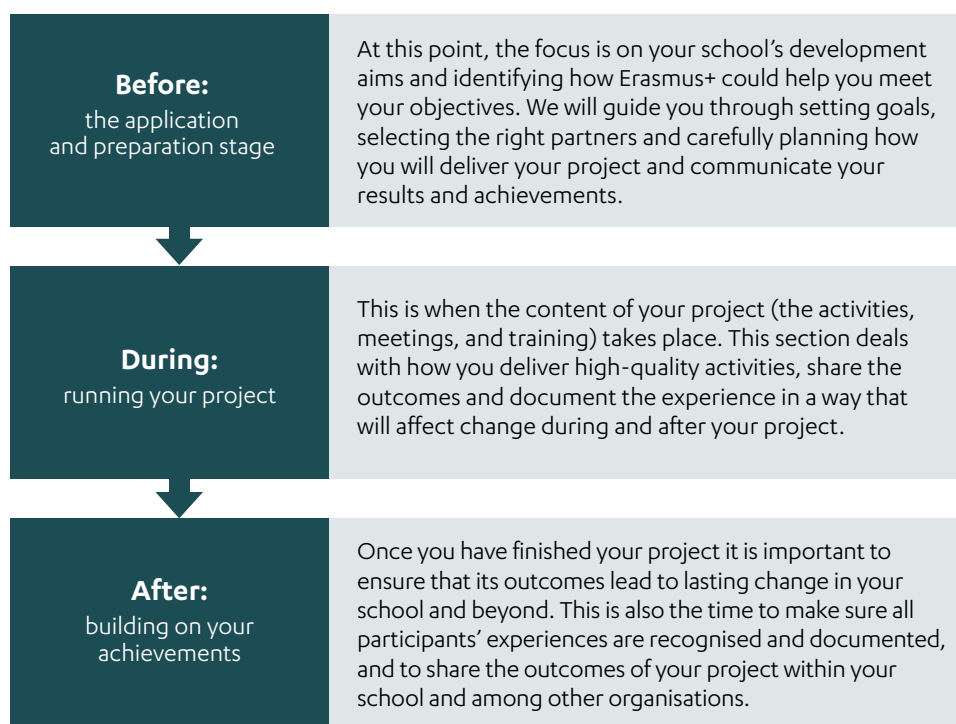 Before:
the application
and preparation stage
At this point, the focus is on your school's development
aims and identifying how Erasmus+ could help you meet
your objectives. We will guide you through setting goals,
selecting the right partners and carefully planning how
you will deliver your project and communicate your
results and achievements.
During:
running your project
This is when the content of your project (the activities,
meetings, and training) takes place. This section deals
with how you deliver high-quality activities, share the
outcomes and document the experience in a way that
will affect change during and after your project.
After:
building on your
achievements
Once you have finished your project it is important to
ensure that its outcomes lead to lasting change in your
school and beyond. This is also the time to make sure all
participants' experiences are recognised and documented,
and to share the outcomes of your project within your
school and among other organisations.